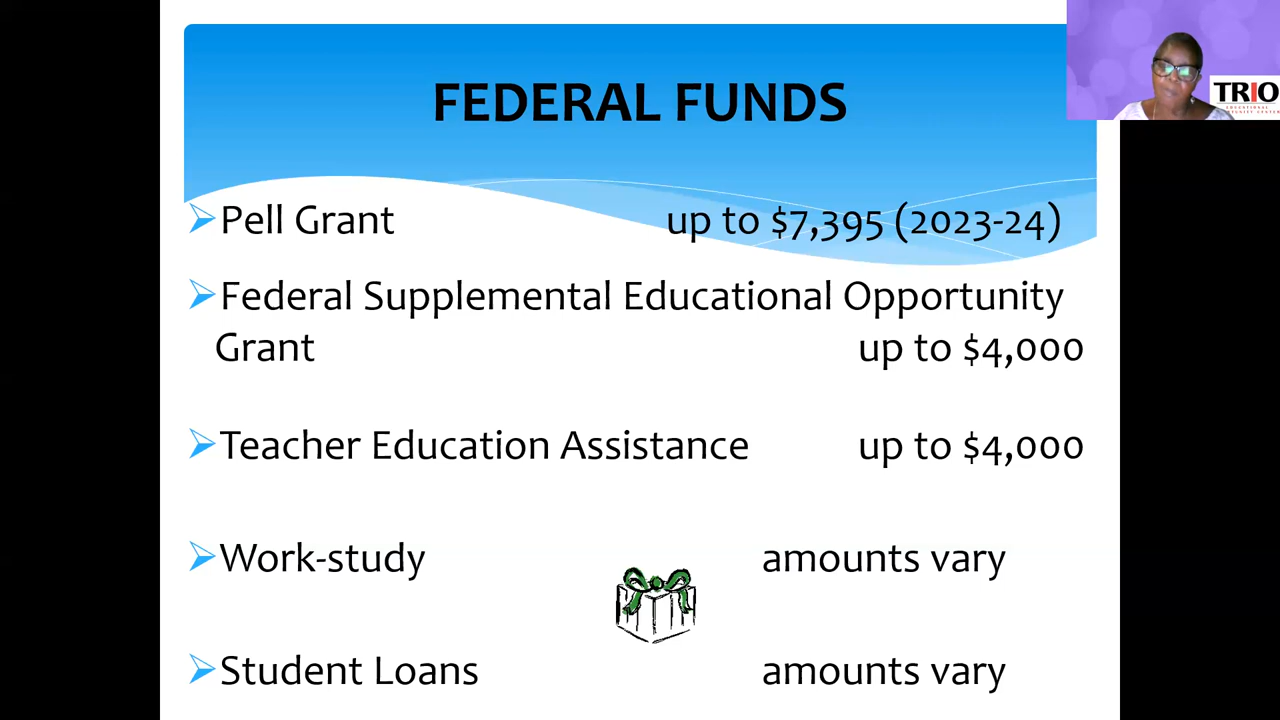 FEDERAL FUNDS
TRIO
EDUCATIONAL
Pell Grant up to $7,395 (2023-24)
Federal Supplemental Educational Opportunity
Grant up to $4,000
Teacher Education Assistance up to $4,000
Work-study amounts vary
Student Loans amounts vary